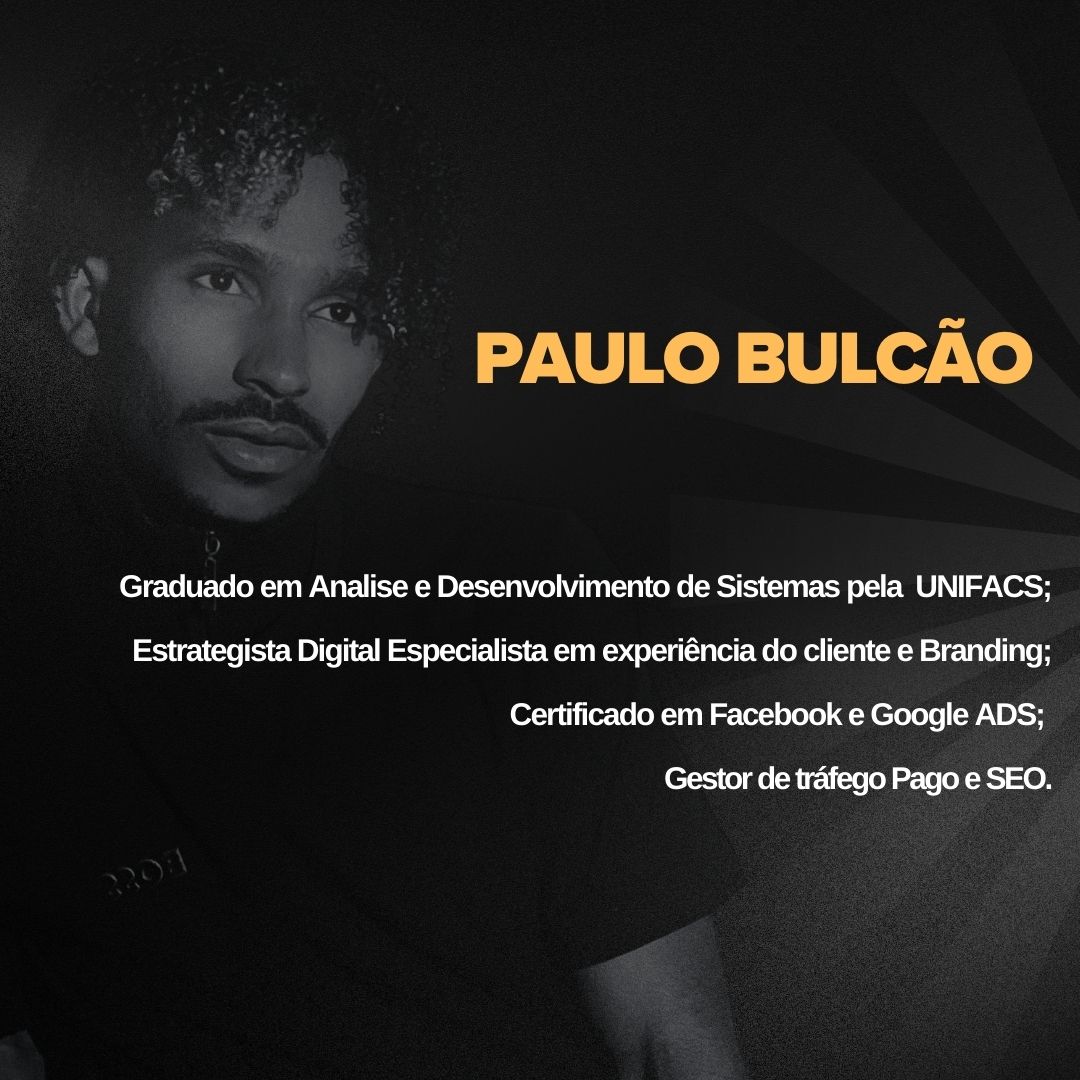 PAULO BULCÃO
Graduado em Analise e Desenvolvimento de Sistemas pela UNIFACS;
Estrategista Digital Especialista em experiência do cliente e Branding;
Certificado em Facebook e Google ADS;
Gestor de tráfego Pago e SEO.